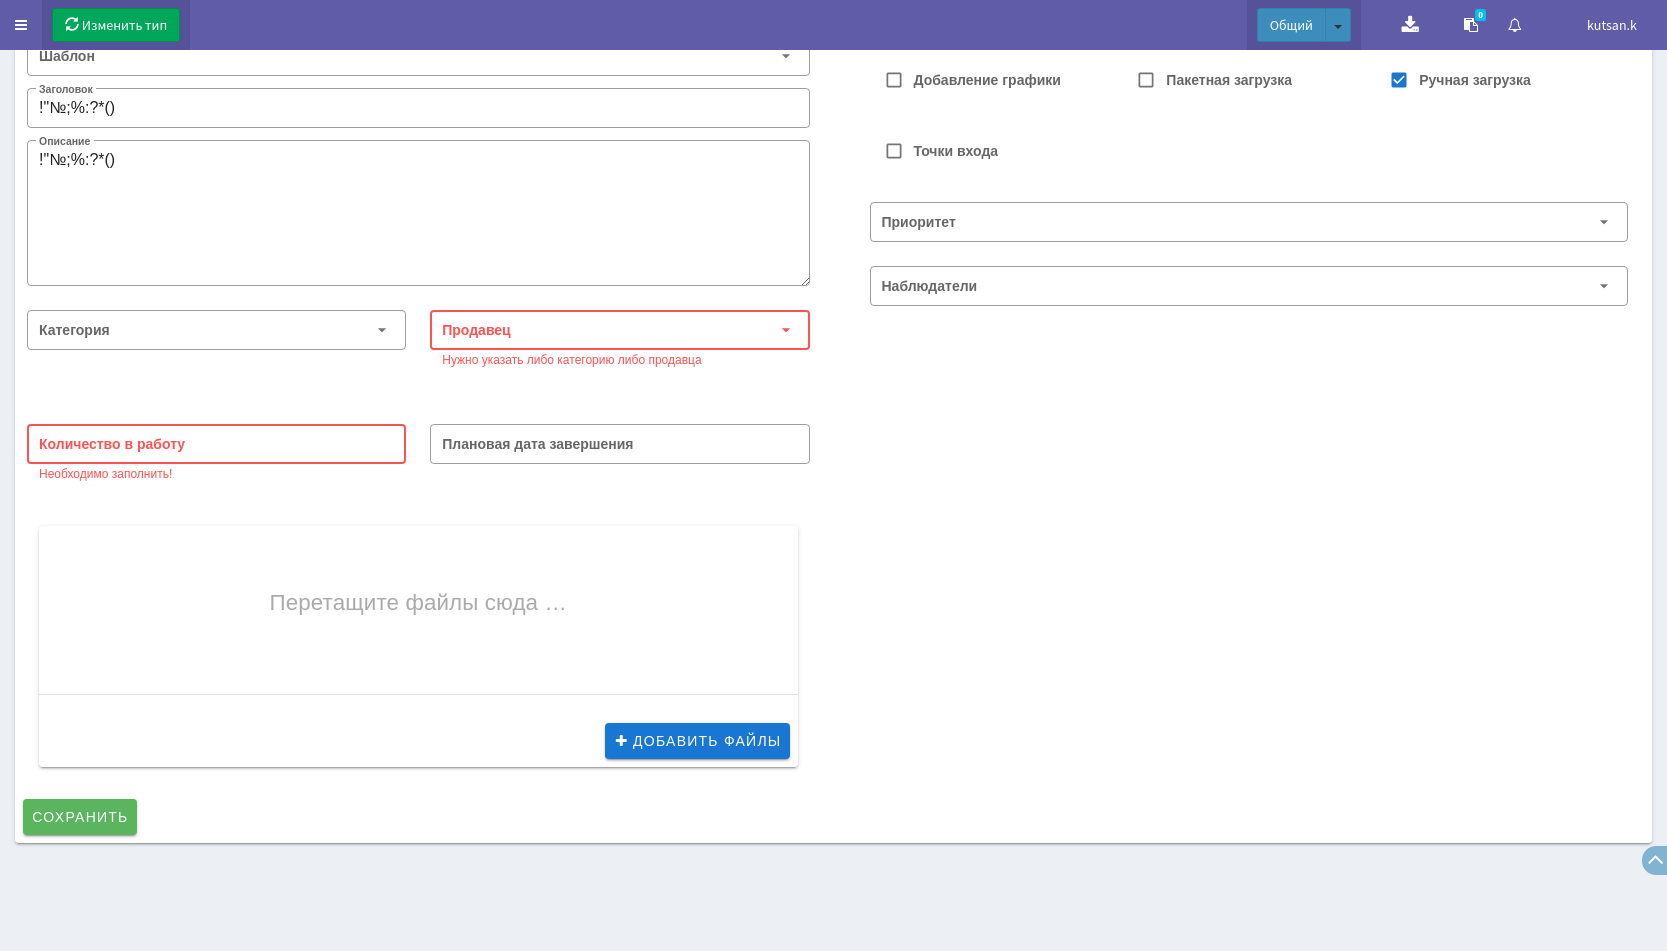 Изменить тип
Общий
0
kutsan.k
Шаблон
Заголовок
!"№;%:?*()
Описание
!"№;%:?*()
Категория
Продавец
Нужно указать либо категорию либо продавца
Количество в работу
Необходимо заполнить!
Плановая дата завершения
Перетащите файлы сюда …
ДОБАВИТЬ ФАЙЛЫ
СОХРАНИТЬ
Добавление графики
Пакетная загрузка
Ручная загрузка
Точки входа
Приоритет
Наблюдатели